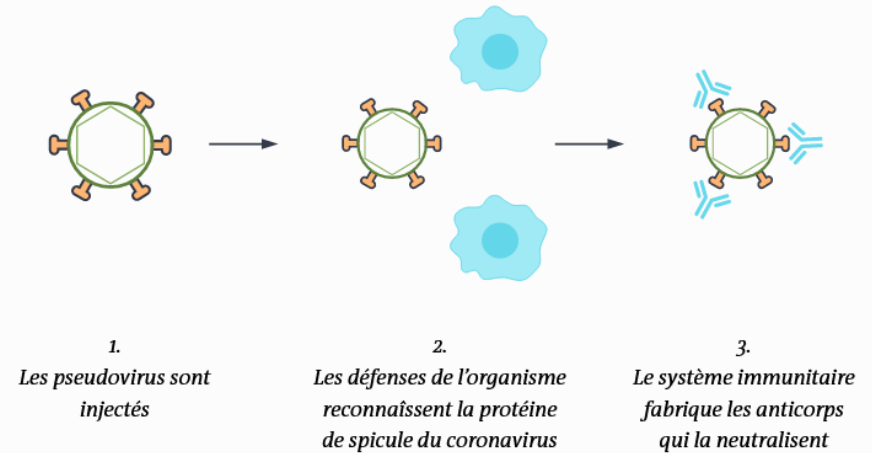 1.
Les pseudovirus sont
injectés
2.
Les défenses de l'organisme
reconnaîssent la protéine
de spicule du coronavirus
3.
Le système immunitaire
fabrique les anticorps
qui la neutralisent